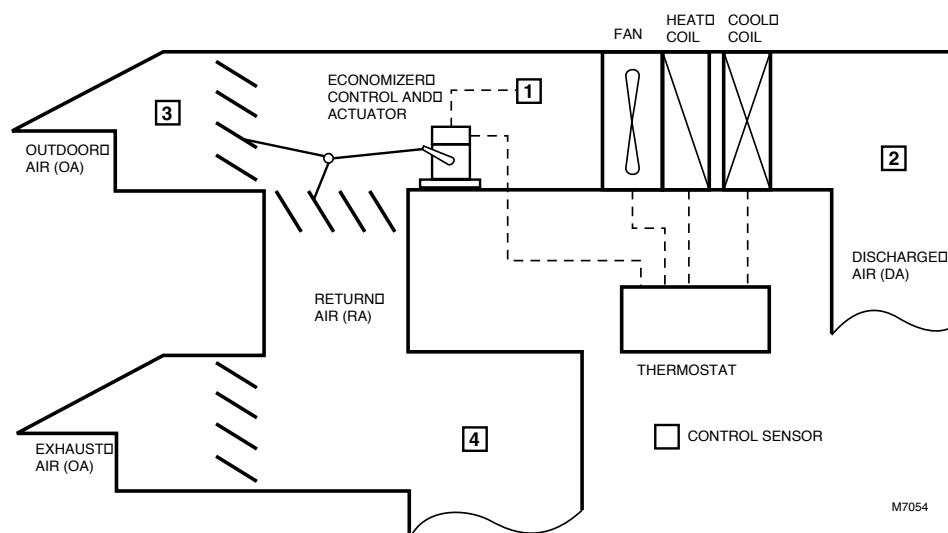 FAN
HEAT□
COIL
COOL□
COIL
ECONOMIZER□
CONTROL AND□
ACTUATOR
1
3
2
OUTDOOR□
AIR (OA)
DISCHARGE□
AIR (DA)
RETURN□
AIR (RA)
THERMOSTAT
EXHAUST□
AIR (OA)
4
CONTROL SENSOR
M7054